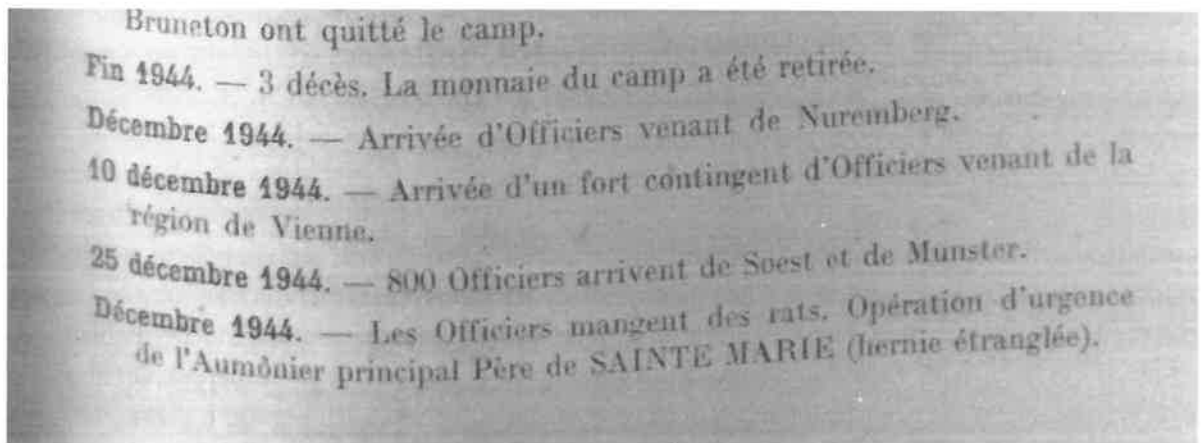 Bruneton ont quitté le camp.
Fin 1944. — 3 décès. La monnaie du camp a été retirée.
Décembre 1944. — Arrivée d'Officiers venant de Nuremberg.
10 décembre 1944. — Arrivée d'un fort contingent d'Officiers venant de la
région de Vienne.
25 décembre 1944. — 800 Officiers arrivent de Soest et de Munster.
Décembre 1944. — Les Officiers mangent des rats. Opération d'urgence
de l'Aumônier principal Père de SAINTE MARIE (hernie étranglée).